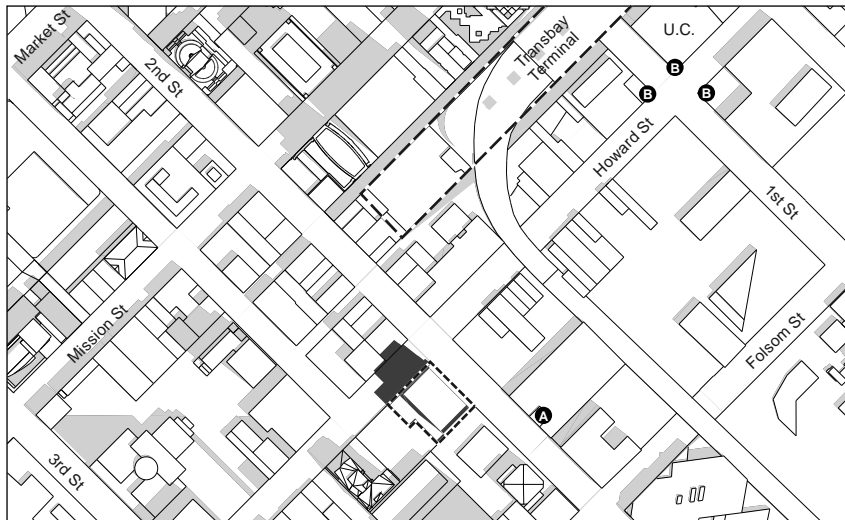 Market St
2nd St
Transbay
Terminal
U.C.
B
B
B
Howard St
1st St
Mission St
Folsom St
A
3rd St